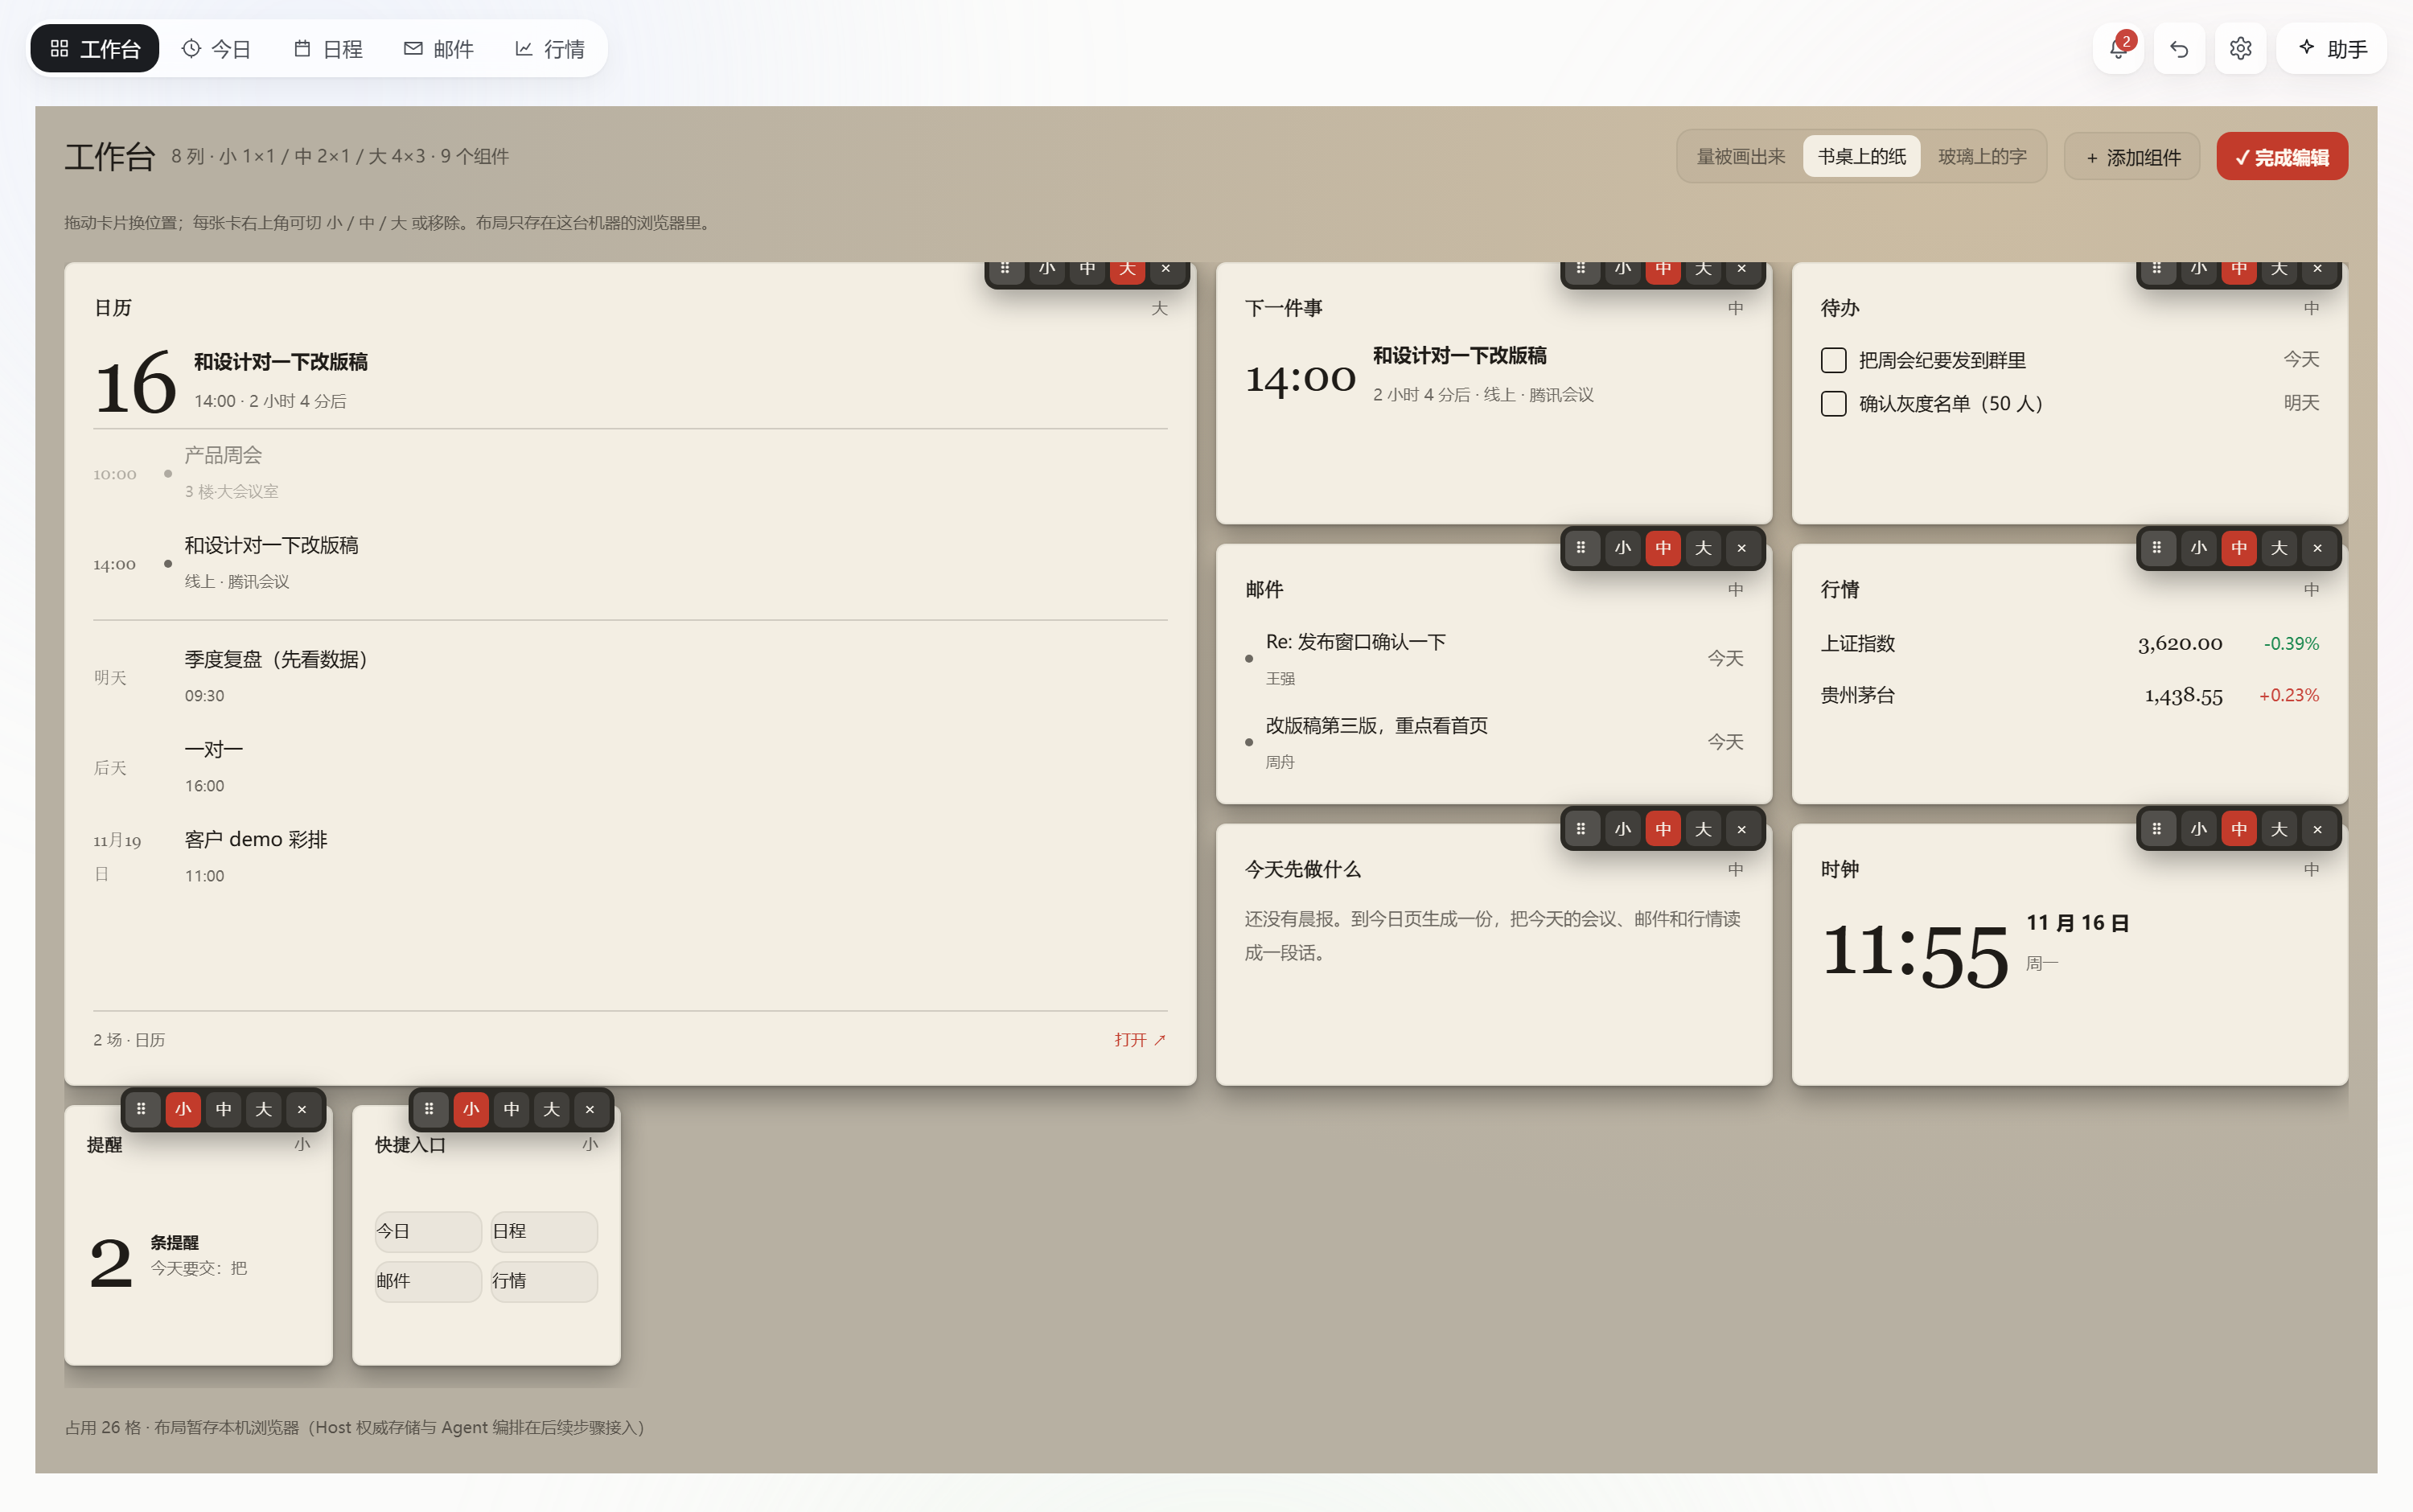 工作台
今日
日程
邮件
行情
2
助手
工作台
8 列 · 小 1×1 / 中 2×1 / 大 4×3 · 9 个组件
量被画出来
书桌上的纸
玻璃上的字
+ 添加组件
✓ 完成编辑
拖动卡片换位置；每张卡右上角可切 小 / 中 / 大 或移除。布局只存在这台机器的浏览器里。
小 中 大 ×
日历
大
16
和设计对一下改版稿
14:00 · 2 小时 4 分后
10:00
产品周会
3 楼·大会议室
14:00
和设计对一下改版稿
线上 · 腾讯会议
明天
季度复盘（先看数据）
09:30
后天
一对一
16:00
11月19
日
客户 demo 彩排
11:00
2 场 · 日历
打开 ↗
小 中 大 ×
下一件事
中
14:00
和设计对一下改版稿
2 小时 4 分后 · 线上 · 腾讯会议
小 中 大 ×
待办
中
把周会纪要发到群里
今天
确认灰度名单（50 人）
明天
小 中 大 ×
邮件
中
Re: 发布窗口确认一下
王强
今天
改版稿第三版，重点看首页
周舟
今天
小 中 大 ×
行情
中
上证指数
3,620.00
-0.39%
贵州茅台
1,438.55
+0.23%
小 中 大 ×
今天先做什么
中
还没有晨报。到今日页生成一份，把今天的会议、邮件和行情读
成一段话。
小 中 大 ×
时钟
中
11:55
11 月 16 日
周一
小 中 大 ×
提醒
小
2
条提醒
今天要交：把
小 中 大 ×
快捷入口
小
今日
日程
邮件
行情
占用 26 格 · 布局暂存本机浏览器（Host 权威存储与 Agent 编排在后续步骤接入）